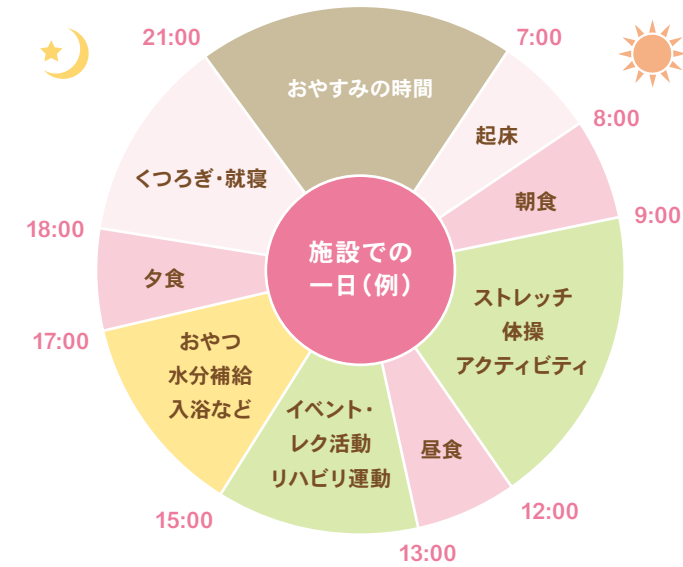 施設での
一日(例)
おやすみの時間
7:00
起床
8:00
朝食
9:00
ストレッチ
体操
アクティビティ
12:00
昼食
13:00
イベント・
レク活動
リハビリ運動
15:00
おやつ
水分補給
入浴など
17:00
夕食
18:00
くつろぎ・就寝
21:00